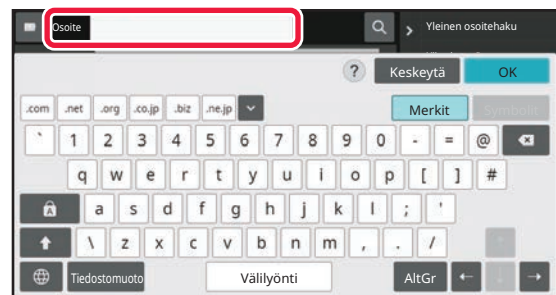 Osoite
Yleinen osoitehaku
? Keskeytä OK
.com .net .org .co.jp .biz .ne.jp Merkit Symbolit
` 1 2 3 4 5 6 7 8 9 0 - = @
q w e r t y u i o p [ ] #
A a s d f g h j k l ; '
\ z x c v b n m , . /
Tiedostomuoto Välilyönti AltGr